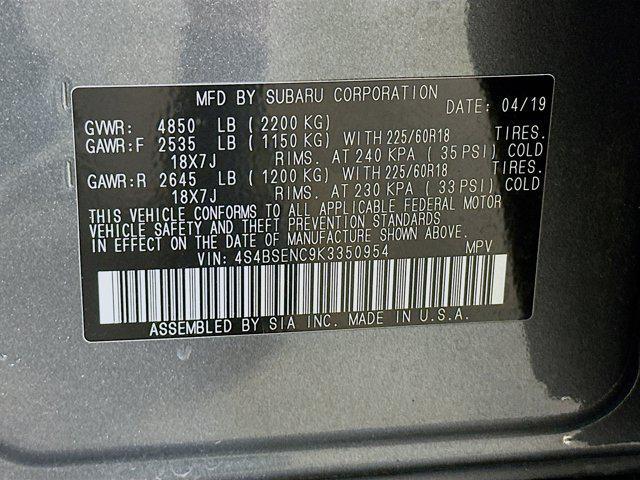 MFD BY SUBARU CORPORATION DATE: 04/19
GVWR: 4850 LB (2200 KG)
GAWR:F 2535 LB (1150 KG) WITH 225/60R18 TIRES.
18X7J RIMS. AT 240 KPA ( 35 PSI) COLD
GAWR:R 2645 LB (1200 KG) WITH 225/60R18 TIRES.
18X7J RIMS. AT 230 KPA ( 33 PSI) COLD
THIS VEHICLE CONFORMS TO ALL APPLICABLE FEDERAL MOTOR
VEHICLE SAFETY AND THEFT PREVENTION STANDARDS
IN EFFECT ON THE DATE OF MANUFACTURE SHOWN ABOVE.
VIN: 4S4BSENC9K3350954 MPV
ASSEMBLED BY SIA INC. MADE IN U.S.A.